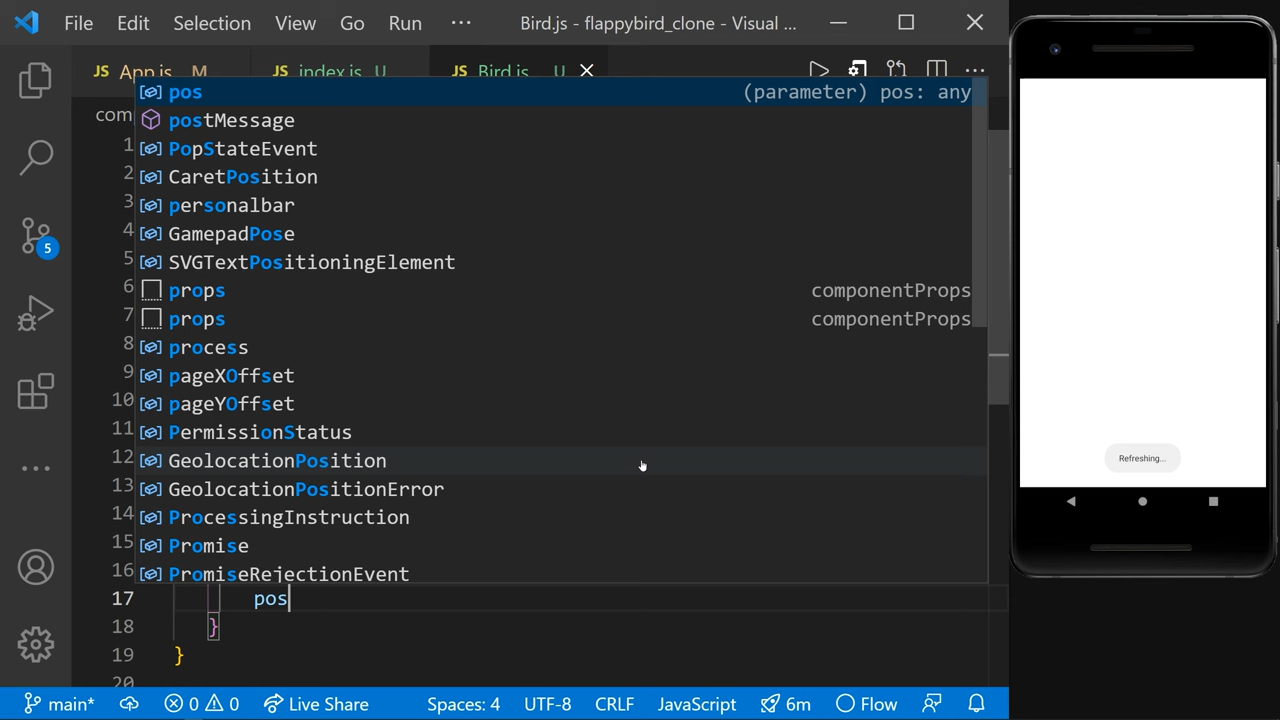 File Edit Selection View Go Run ··· Bird.js - flappybird_clone - Visual ...
JS App.js M JS index.js U JS Bird.js U
com
1 pos (parameter) pos: any
2 postMessage
3 PopStateEvent
4 CaretPosition
5 personalbar
GamepadPose
SVGTextPositioningElement
6 props componentProps
7 props componentProps
8 process
9 pageXOffset
10 pageYOffset
11 PermissionStatus
12 GeolocationPosition
13 GeolocationPositionError
14 ProcessingInstruction
15 Promise
16 PromiseRejectionEvent
17 pos
18 }
19 }
20
5
main* 0 0 Live Share Spaces: 4 UTF-8 CRLF JavaScript 6m Flow
Refreshing...